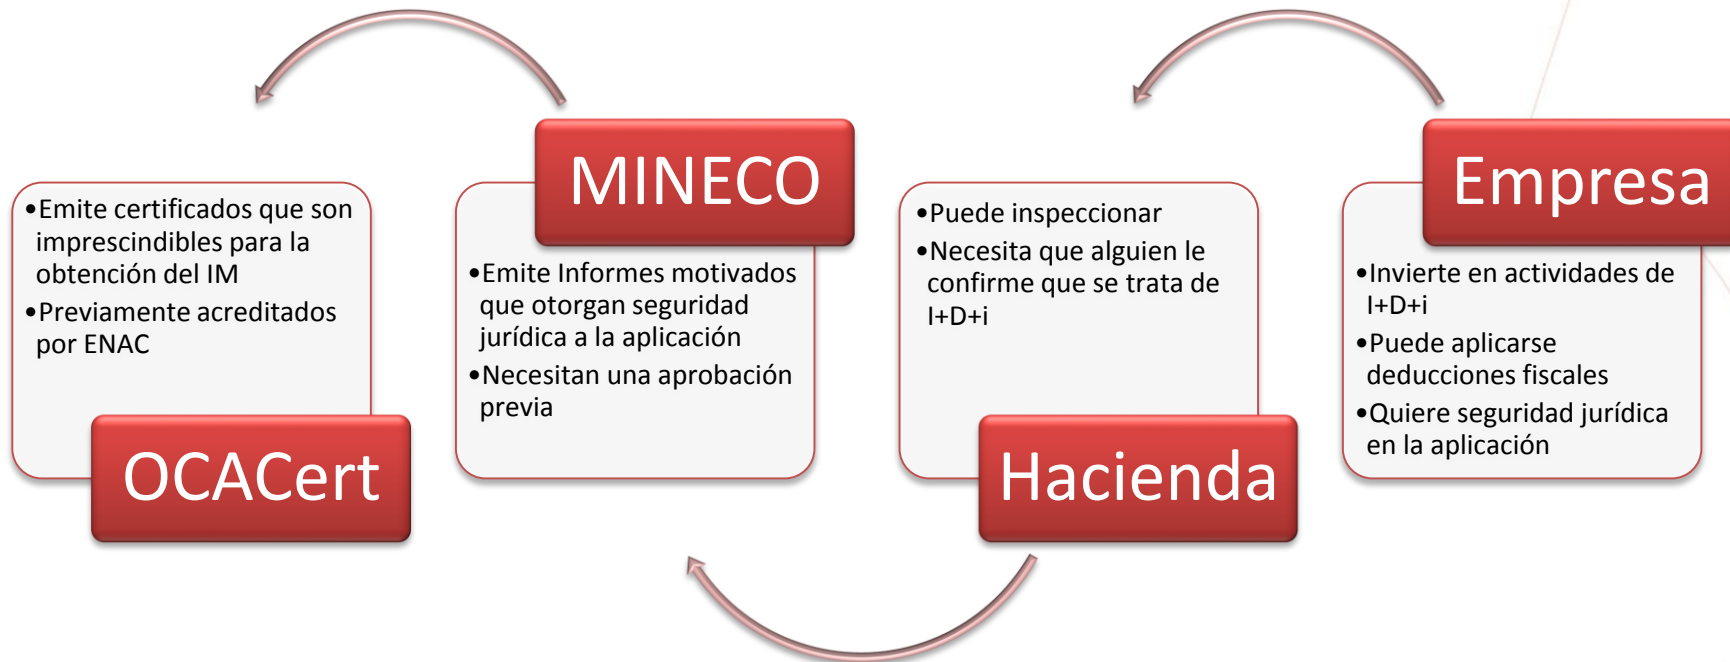 •Emite certificados que son
imprescindibles para la
obtención del IM
•Previamente acreditados
por ENAC
OCACert
MINECO
•Emite Informes motivados
que otorgan seguridad
jurídica a la aplicación
•Necesitan una aprobación
previa
•Puede inspeccionar
•Necesita que alguien le
confirme que se trata de
I+D+i
Hacienda
Empresa
•Invierte en actividades de
I+D+i
•Puede aplicarse
deducciones fiscales
•Quiere seguridad jurídica
en la aplicación